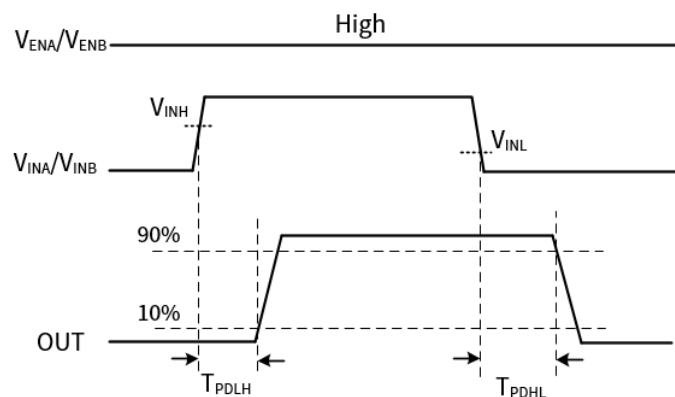 High
VENA/VENB
VINH
VINA/VINB
VINL
90%
10%
OUT
TPDLH
TPDHL